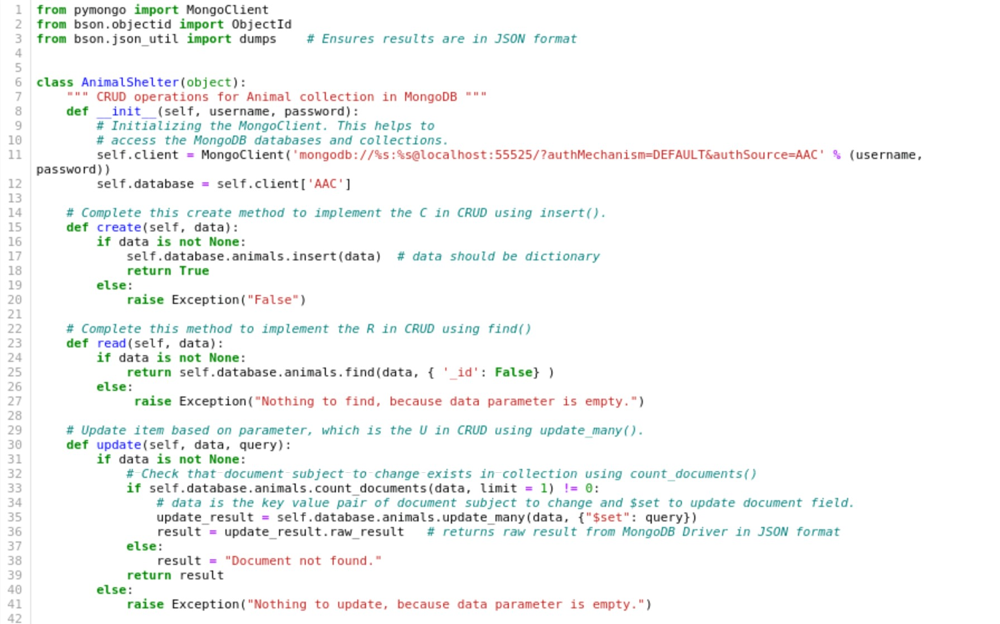 1 from pymongo import MongoClient
2 from bson.objectid import ObjectId
3 from bson.json_util import dumps    # Ensures results are in JSON format
4
5
6 class AnimalShelter(object):
7     """ CRUD operations for Animal collection in MongoDB """
8     def __init__(self, username, password):
9         # Initializing the MongoClient. This helps to
10         # access the MongoDB databases and collections.
11         self.client = MongoClient('mongodb://%s:%s@localhost:55525/?authMechanism=DEFAULT&authSource=AAC' % (username,
password))
12         self.database = self.client['AAC']
13
14     # Complete this create method to implement the C in CRUD using insert().
15     def create(self, data):
16         if data is not None:
17             self.database.animals.insert(data)  # data should be dictionary
18             return True
19         else:
20             raise Exception("False")
21
22     # Complete this method to implement the R in CRUD using find()
23     def read(self, data):
24         if data is not None:
25             return self.database.animals.find(data, { '_id': False} )
26         else:
27              raise Exception("Nothing to find, because data parameter is empty.")
28
29     # Update item based on parameter, which is the U in CRUD using update_many().
30     def update(self, data, query):
31         if data is not None:
32             # Check that document subject to change exists in collection using count_documents()
33             if self.database.animals.count_documents(data, limit = 1) != 0:
34                 # data is the key value pair of document subject to change and $set to update document field.
35                 update_result = self.database.animals.update_many(data, {"$set": query})
36                 result = update_result.raw_result   # returns raw result from MongoDB Driver in JSON format
37             else:
38                 result = "Document not found."
39             return result
40         else:
41             raise Exception("Nothing to update, because data parameter is empty.")
42